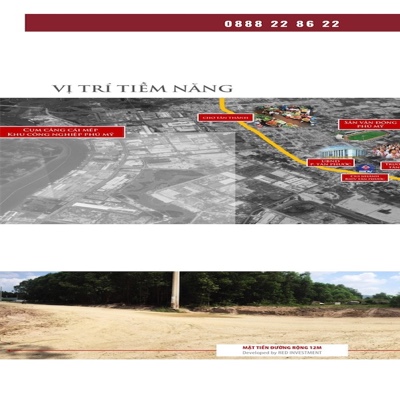 0888 22 86 22
VỊ TRÍ TIỀM NĂNG
CỤM CẢNG CÁI MÉP
KHU CÔNG NGHIỆP PHÚ MỸ
CHỢ TÂN THÀNH
SÂN VẬN ĐỘNG
PHÚ MỸ
UBND
P. TÂN PHƯỚC
MẶT TIỀN ĐƯỜNG RỘNG 12M
Developed by RED INVESTMENT